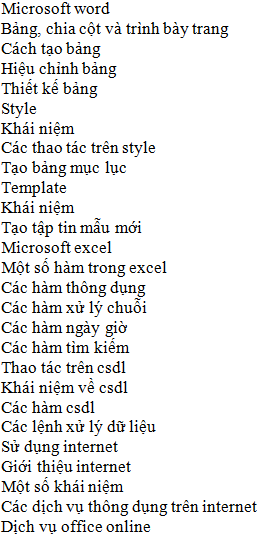 Microsoft word
Bảng, chia cột và trình bày trang
Cách tạo bảng
Hiệu chỉnh bảng
Thiết kế bảng
Style
Khái niệm
Các thao tác trên style
Tạo bảng mục lục
Template
Khái niệm
Tạo tập tin mẫu mới
Microsoft excel
Một số hàm trong excel
Các hàm thông dụng
Các hàm xử lý chuỗi
Các hàm ngày giờ
Các hàm tìm kiếm
Thao tác trên csdl
Khái niệm về csdl
Các hàm csdl
Các lệnh xử lý dữ liệu
Sử dụng internet
Giới thiệu internet
Một số khái niệm
Các dịch vụ thông dụng trên internet
Dịch vụ office online